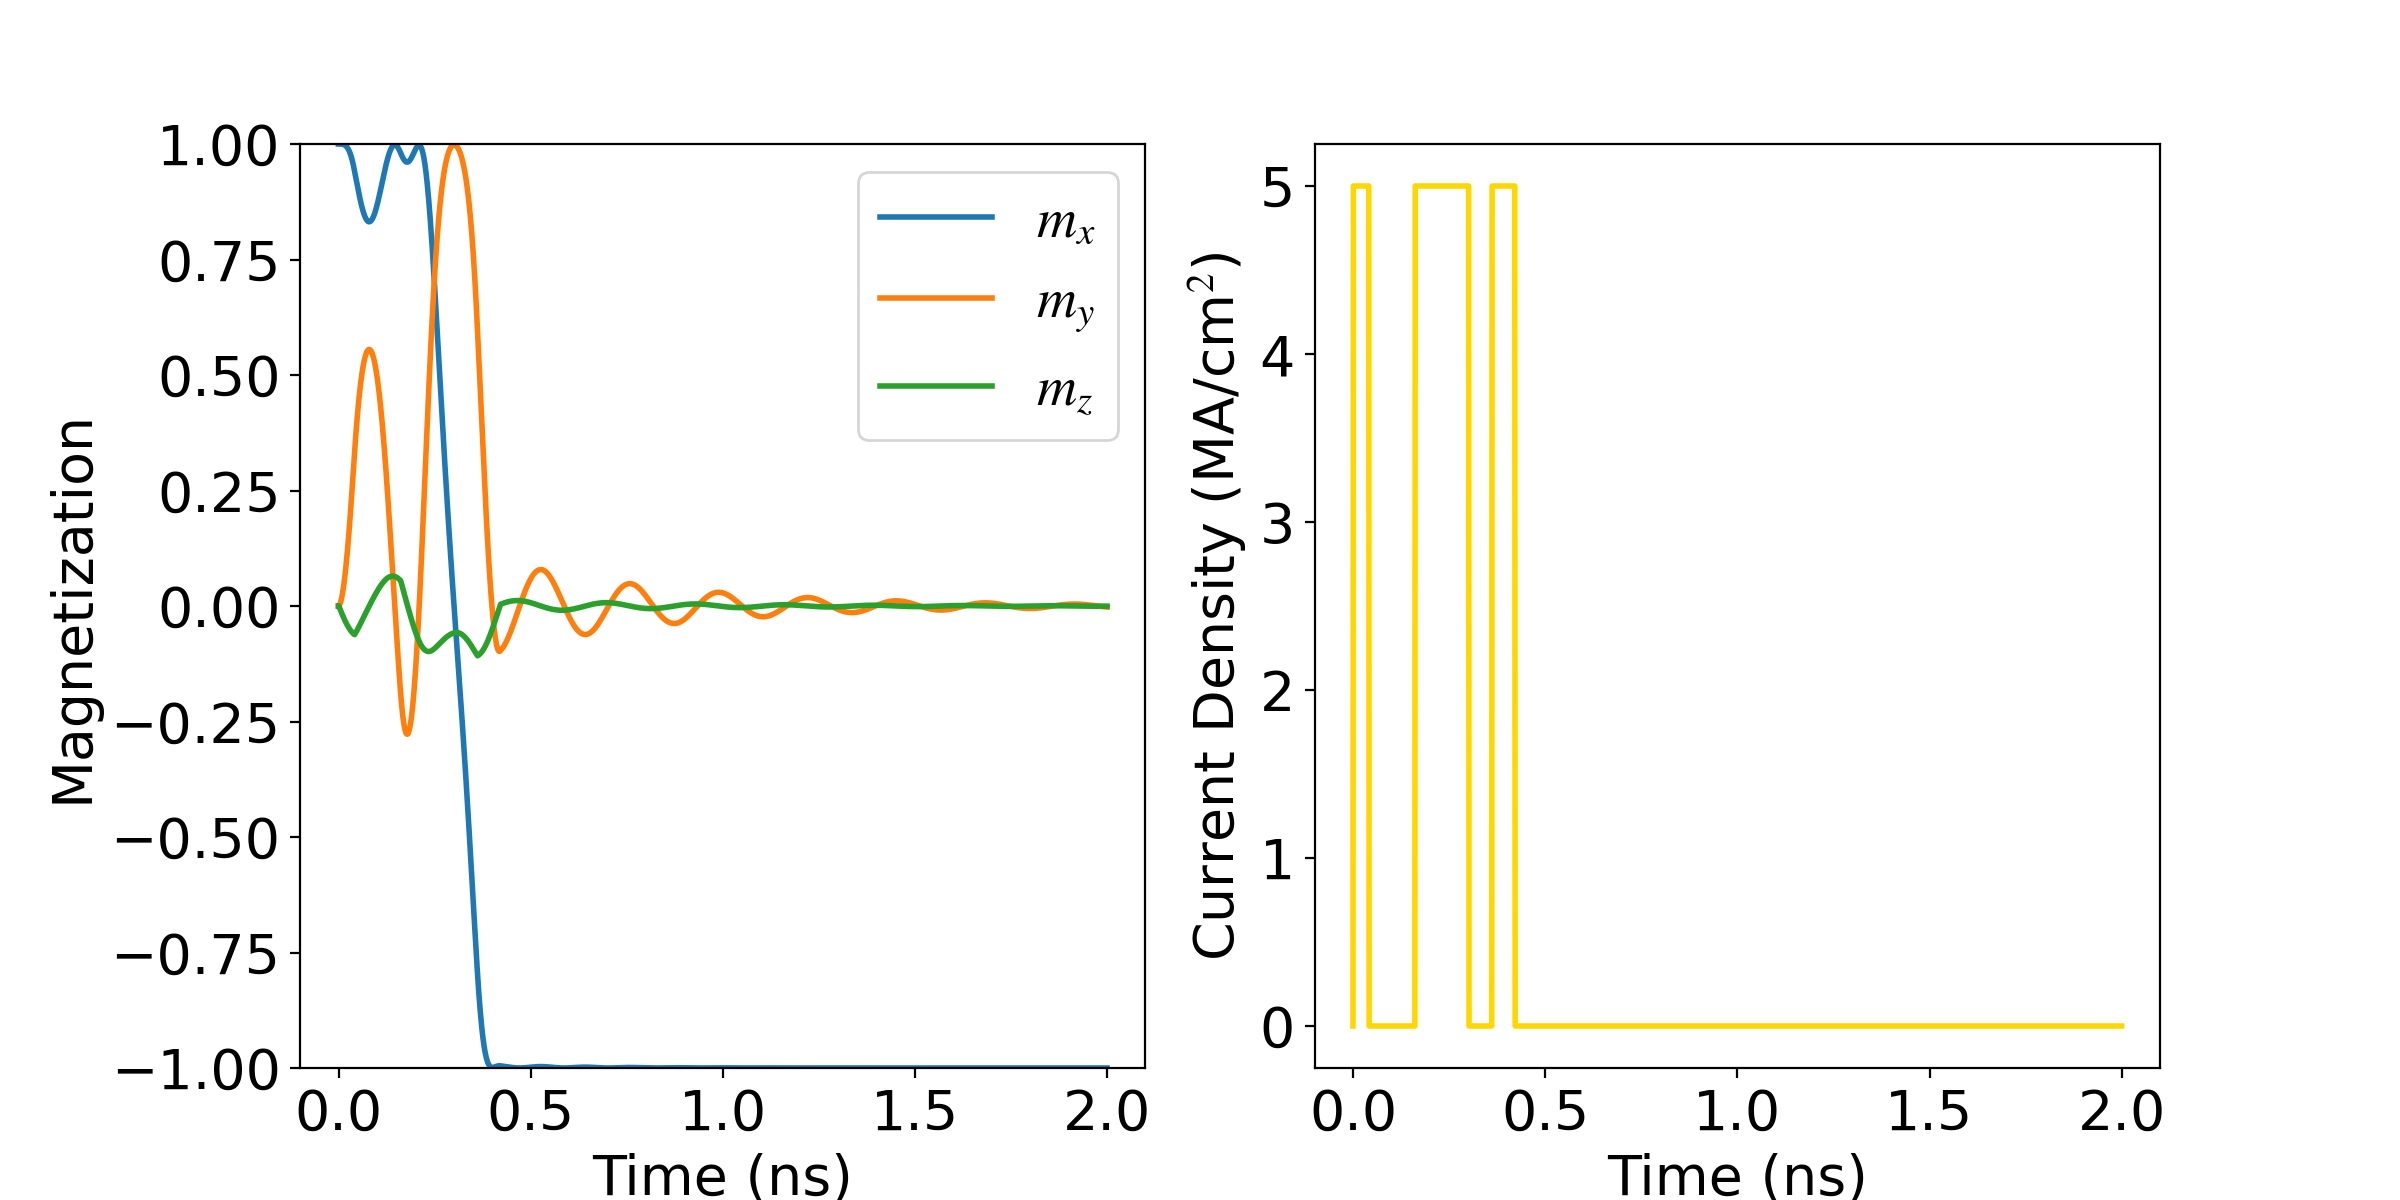 Magnetization
1.00
0.75
0.50
0.25
0.00
−0.25
−0.50
−0.75
−1.00
0.0 0.5 1.0 1.5 2.0
Time (ns)
m_x
m_y
m_z
Current Density (MA/cm²)
5
4
3
2
1
0
0.0 0.5 1.0 1.5 2.0
Time (ns)